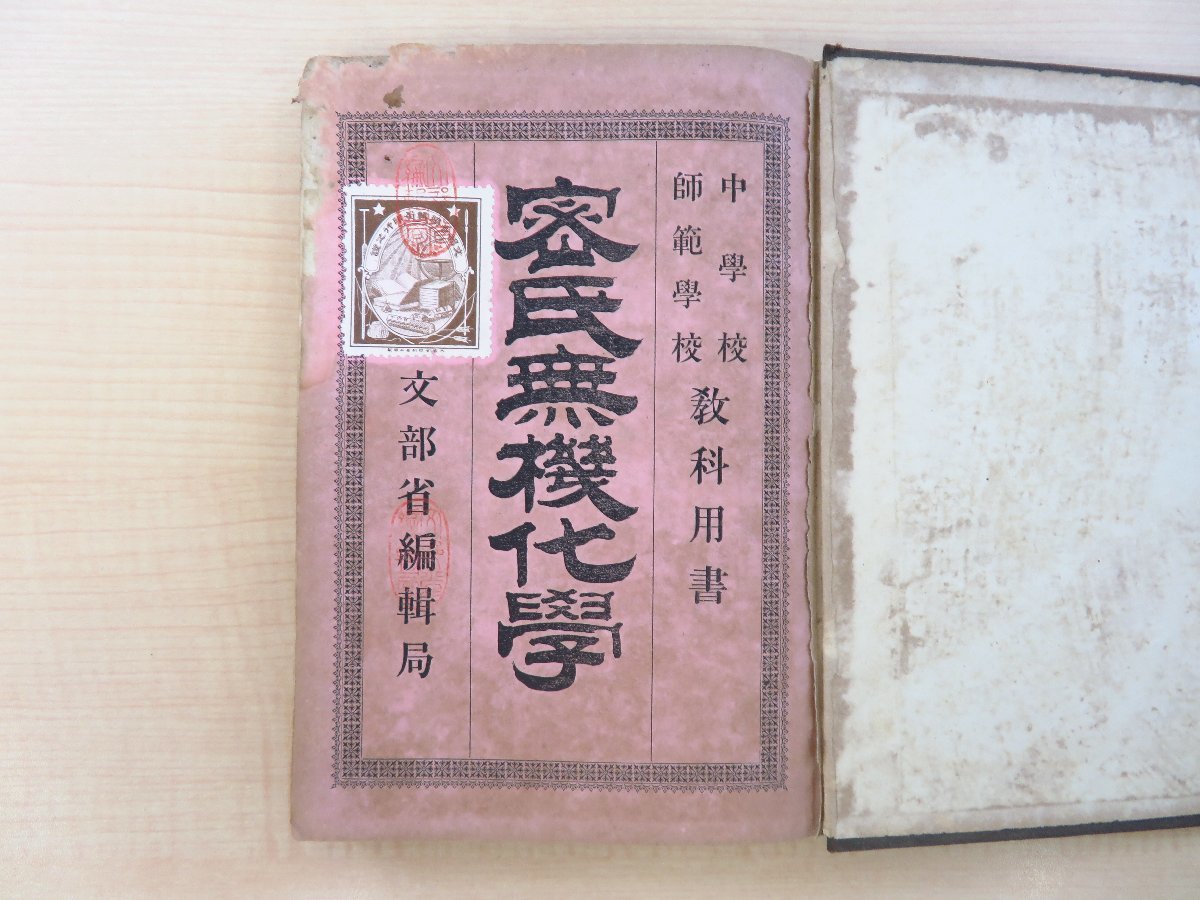 中學校
師範學校
教科用書
密氏無機化學
文部省編輯局